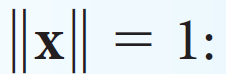 ‖𝐱‖ = 1: